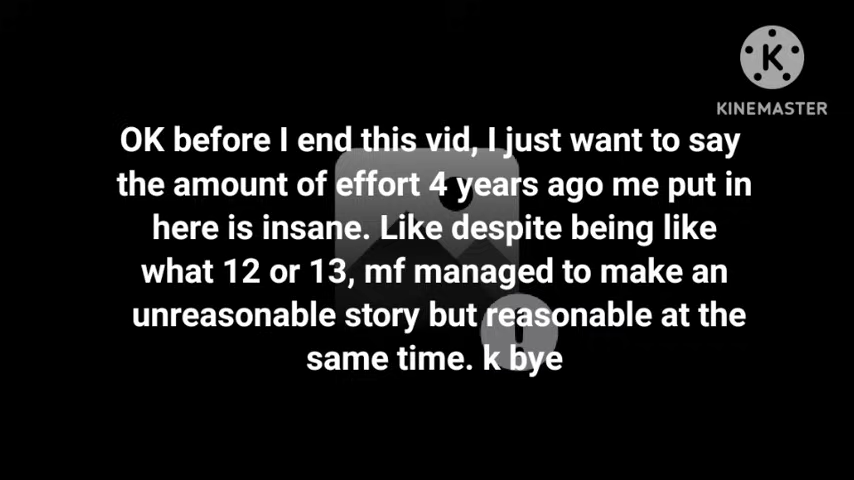 KINEMASTER
OK before I end this vid, I just want to say
the amount of effort 4 years ago me put in
here is insane. Like despite being like
what 12 or 13, mf managed to make an
unreasonable story but reasonable at the
same time. k bye